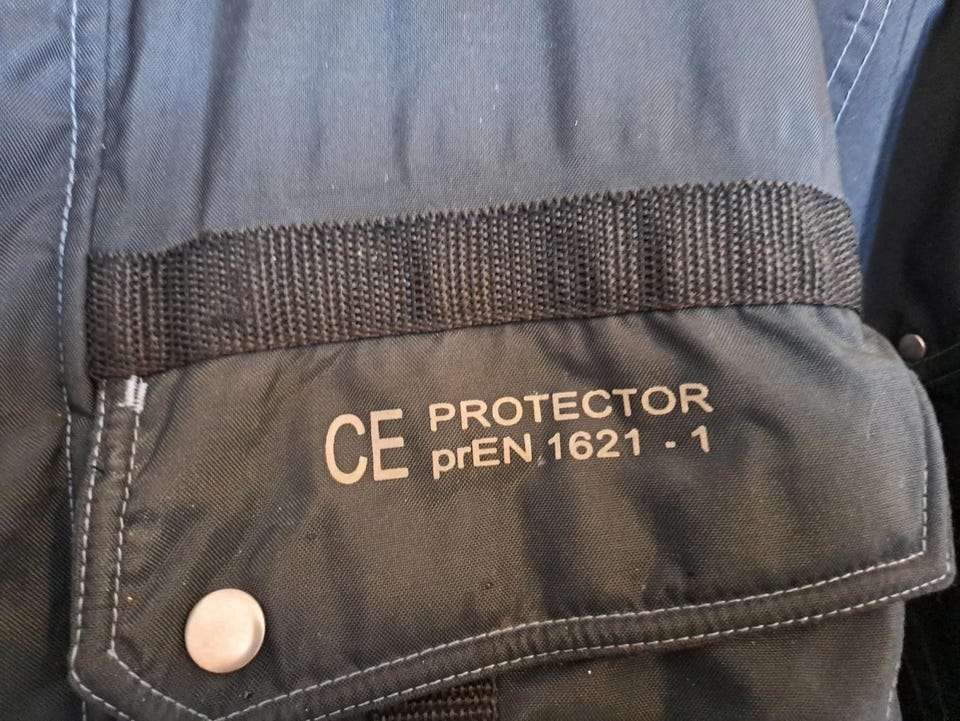 CE PROTECTOR
prEN 1621 - 1